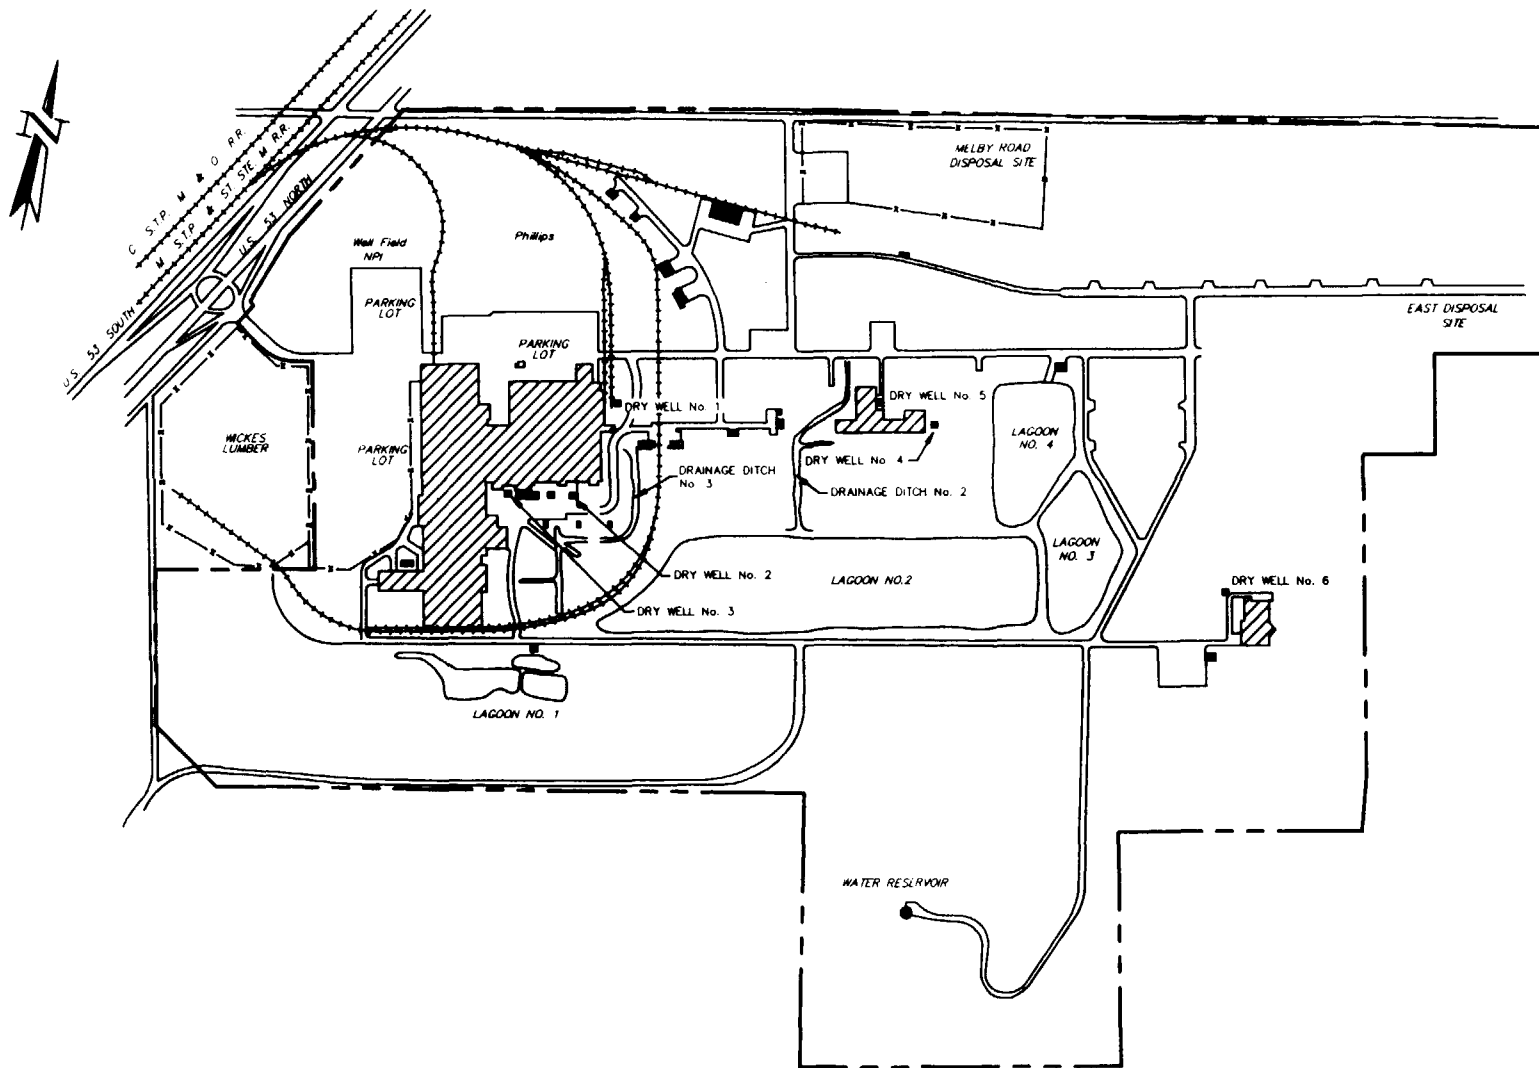 N
C STP. M & O RR.
M S.T.P & ST STE. M R.R.
U.S. 53 NORTH
U.S. 53 SOUTH
MELBY ROAD
DISPOSAL SITE
Well Field
NPI
Phillips
PARKING
LOT
EAST DISPOSAL
SITE
PARKING
LOT
DRY WELL No. 5
DRY WELL No. 1
WICKES
LUMBER
PARKING
LOT
LAGOON
NO. 4
DRY WELL No 4
DRAINAGE DITCH
No 3
DRAINAGE DITCH No. 2
LAGOON
NO. 3
DRY WELL No. 2
LAGOON NO.2
DRY WELL No. 6
DRY WELL No. 3
LAGOON NO. 1
WATER RESERVOIR